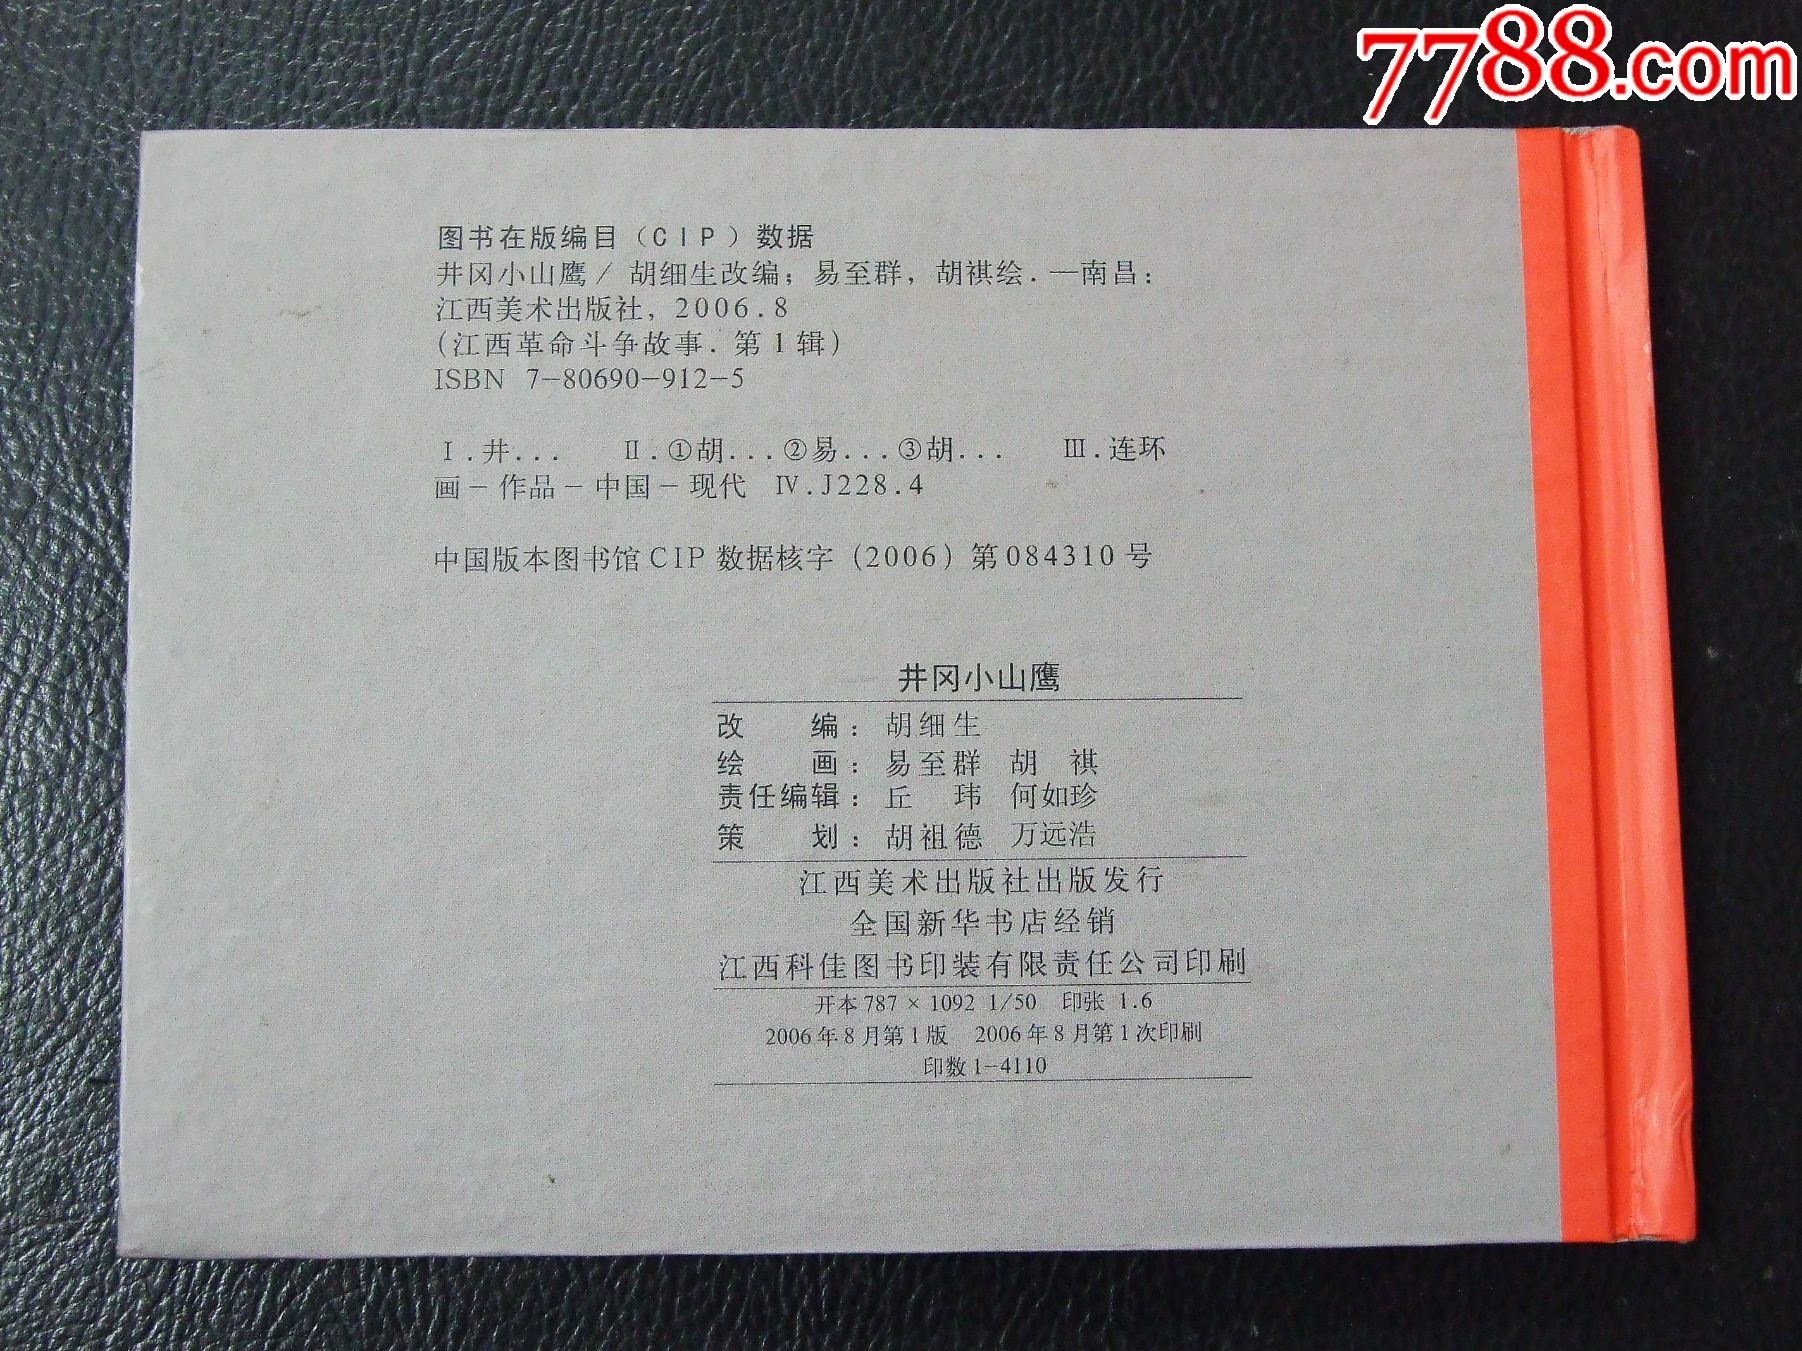 7788.com
图书在版编目（CIP）数据
井冈小山鹰 / 胡细生改编；易至群，胡祺绘．—南昌：
江西美术出版社，2006.8
（江西革命斗争故事．第1辑）
ISBN 7-80690-912-5
Ⅰ.井... Ⅱ.①胡...②易...③胡... Ⅲ.连环
画-作品-中国-现代 Ⅳ.J228.4
中国版本图书馆CIP数据核字（2006）第084310号
井冈小山鹰
改 编：胡细生
绘 画：易至群 胡 祺
责任编辑：丘 玮 何如珍
策 划：胡祖德 万远浩
江西美术出版社出版发行
全国新华书店经销
江西科佳图书印装有限责任公司印刷
开本787×1092 1/50 印张 1.6
2006年8月第1版 2006年8月第1次印刷
印数1-4110